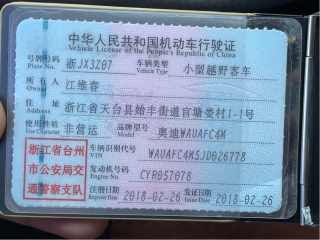 中华人民共和国机动车行驶证
Vehicle License of the People's Republic of China
号牌号码 浙JX3Z07 车辆类型 小型越野客车
Plate No. Vehicle Type
所有人 江维春
Owner
住址 浙江省天台县始丰街道官塘娄村1-1号
Address
使用性质 非营运 品牌型号 奥迪WAUAFC4M
Use Character Model
浙江省台州市公安局交通警察支队
车辆识别代号 WAUAFC4M5JD026778
VIN
发动机号码 CYR057078
Engine No.
注册日期 2018-02-26 发证日期 2018-02-26
Register Date Issue Date